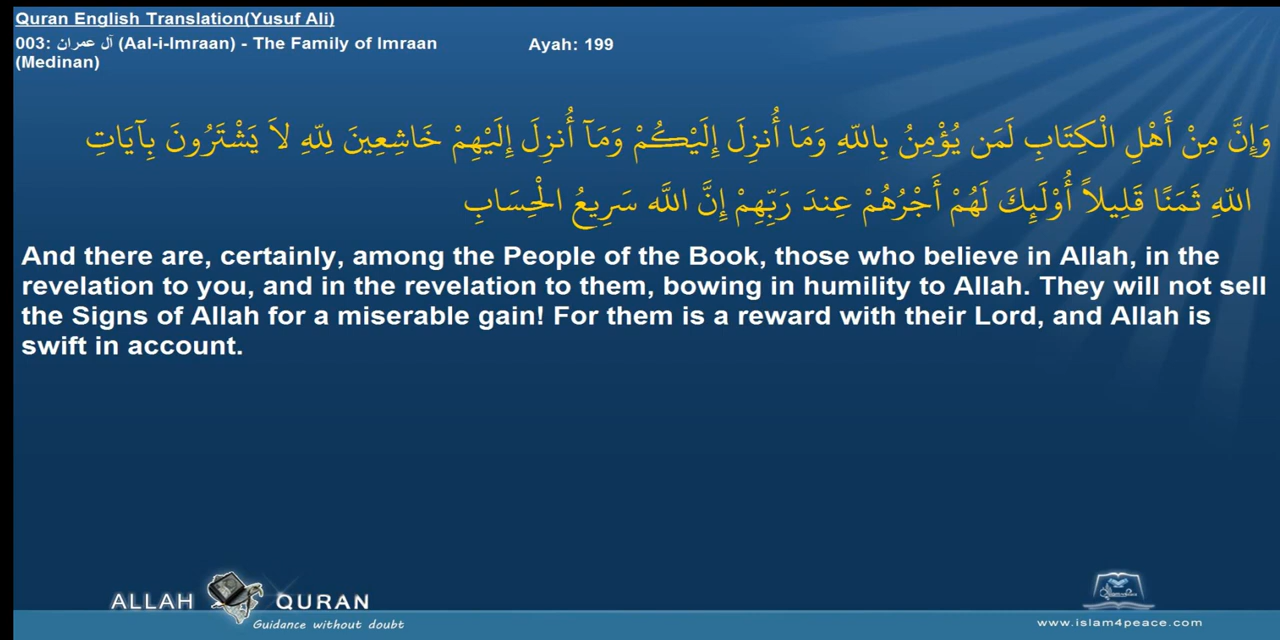 Quran English Translation(Yusuf Ali)
003: آل عمران (Aal-i-Imraan) - The Family of Imraan (Medinan)
Ayah: 199
وَإِنَّ مِنْ أَهْلِ الْكِتَابِ لَمَن يُؤْمِنُ بِاللّهِ وَمَا أُنزِلَ إِلَيْكُمْ وَمَآ أُنزِلَ إِلَيْهِمْ خَاشِعِينَ لِلّهِ لاَ يَشْتَرُونَ بِآيَاتِ
اللّهِ ثَمَنًا قَلِيلاً أُوْلَئِكَ لَهُمْ أَجْرُهُمْ عِندَ رَبِّهِمْ إِنَّ اللّهَ سَرِيعُ الْحِسَابِ
And there are, certainly, among the People of the Book, those who believe in Allah, in the
revelation to you, and in the revelation to them, bowing in humility to Allah. They will not sell
the Signs of Allah for a miserable gain! For them is a reward with their Lord, and Allah is
swift in account.
ALLAH QURAN
Guidance without doubt
www.islam4peace.com